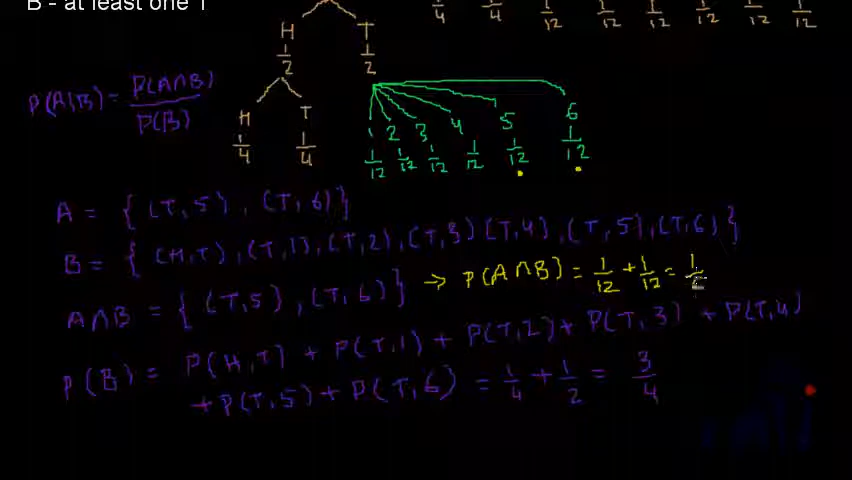 B - at least one T
1/4 1/4 1/12 1/12 1/12 1/12 1/12 1/12
H T
1/2 1/2
P(A|B) = P(A∩B)/P(B)
H T 1 2 3 4 5 6
1/4 1/4 1/12 1/12 1/12 1/12 1/12 1/12
A = { (T,5) , (T,6) }
B = { (H,T) , (T,1) , (T,2) , (T,3) (T,4) , (T,5) , (T,6) }
A∩B = { (T,5) , (T,6) } → P(A∩B) = 1/12 + 1/12 = 1/
P(B) = P(H,T) + P(T,1) + P(T,2) + P(T,3) + P(T,4)
+ P(T,5) + P(T,6) = 1/4 + 1/2 = 3/4